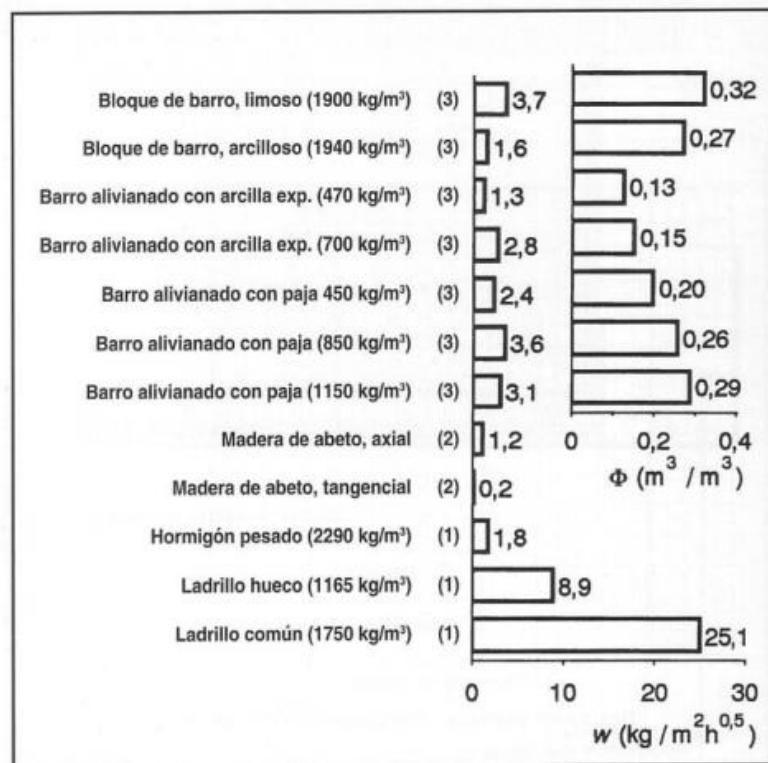 Bloque de barro, limoso (1900 kg/m³) (3) 3,7 0,32
Bloque de barro, arcilloso (1940 kg/m³) (3) 1,6 0,27
Barro alivianado con arcilla exp. (470 kg/m³) (3) 1,3 0,13
Barro alivianado con arcilla exp. (700 kg/m³) (3) 2,8 0,15
Barro alivianado con paja 450 kg/m³) (3) 2,4 0,20
Barro alivianado con paja (850 kg/m³) (3) 3,6 0,26
Barro alivianado con paja (1150 kg/m³) (3) 3,1 0,29
Madera de abeto, axial (2) 1,2 0 0,2 0,4
Madera de abeto, tangencial (2) 0,2 Φ (m³ / m³)
Hormigón pesado (2290 kg/m³) (1) 1,8
Ladrillo hueco (1165 kg/m³) (1) 8,9
Ladrillo común (1750 kg/m³) (1) 25,1
0 10 20 30
w (kg / m²h⁰,⁵)